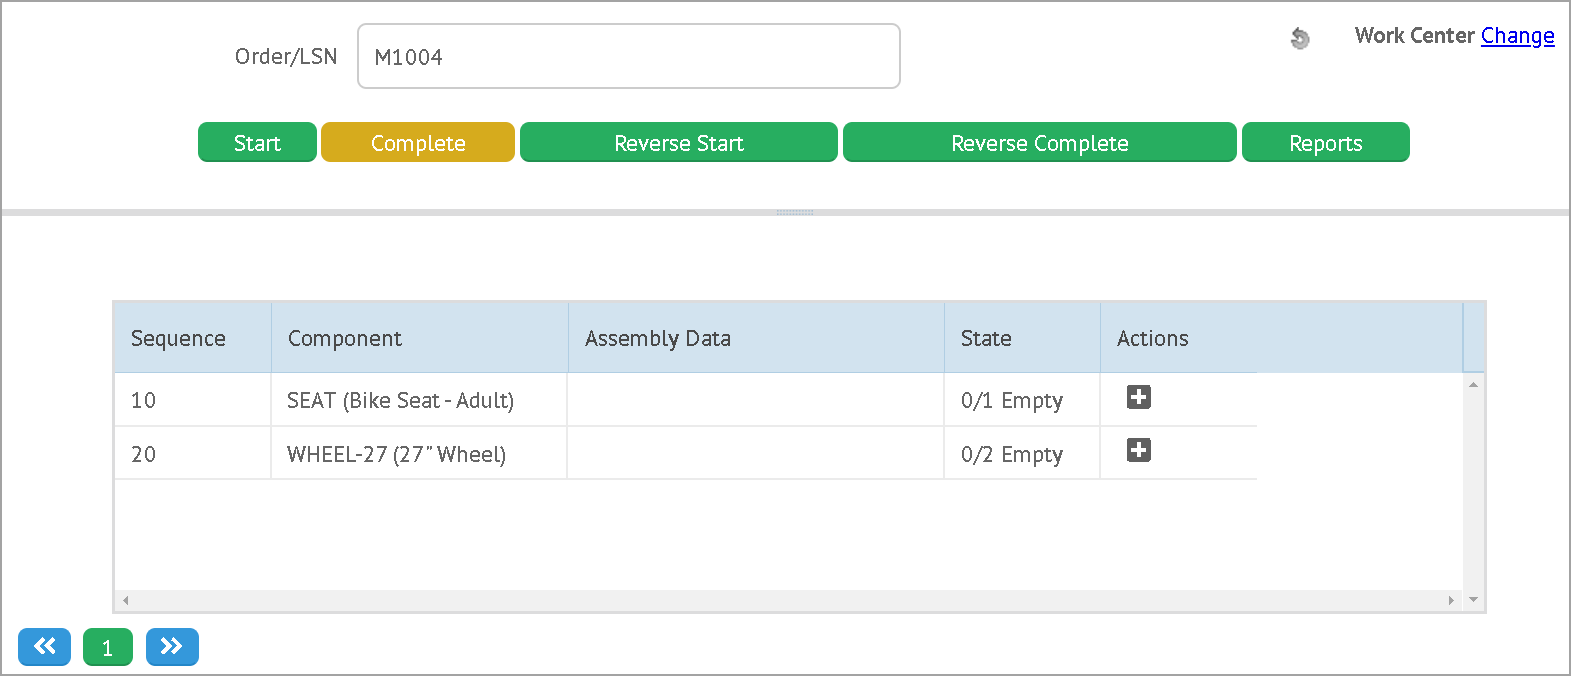 Order/LSN M1004 Work Center Change
Start Complete Reverse Start Reverse Complete Reports
Sequence Component Assembly Data State Actions
10 SEAT (Bike Seat - Adult) 0/1 Empty
20 WHEEL-27 (27" Wheel) 0/2 Empty
1